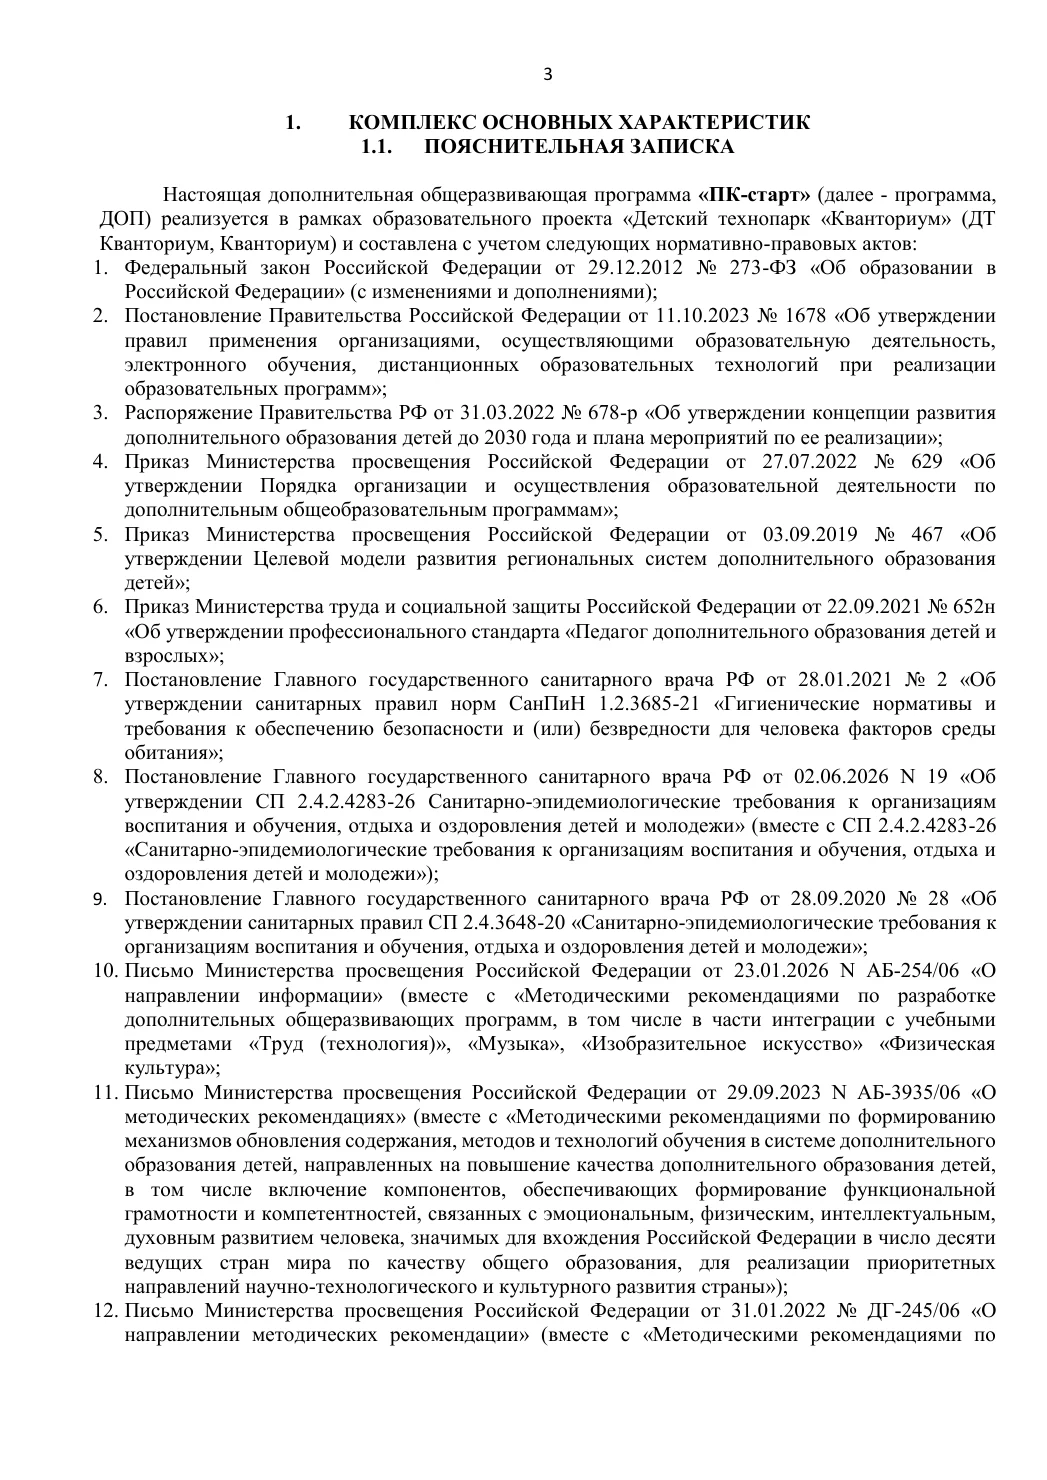 3
1. КОМПЛЕКС ОСНОВНЫХ ХАРАКТЕРИСТИК
1.1. ПОЯСНИТЕЛЬНАЯ ЗАПИСКА
Настоящая дополнительная общеразвивающая программа «ПК-старт» (далее - программа,
ДОП) реализуется в рамках образовательного проекта «Детский технопарк «Кванториум» (ДТ
Кванториум, Кванториум) и составлена с учетом следующих нормативно-правовых актов:
1. Федеральный закон Российской Федерации от 29.12.2012 № 273-ФЗ «Об образовании в
Российской Федерации» (с изменениями и дополнениями);
2. Постановление Правительства Российской Федерации от 11.10.2023 № 1678 «Об утверждении
правил применения организациями, осуществляющими образовательную деятельность,
электронного обучения, дистанционных образовательных технологий при реализации
образовательных программ»;
3. Распоряжение Правительства РФ от 31.03.2022 № 678-р «Об утверждении концепции развития
дополнительного образования детей до 2030 года и плана мероприятий по ее реализации»;
4. Приказ Министерства просвещения Российской Федерации от 27.07.2022 № 629 «Об
утверждении Порядка организации и осуществления образовательной деятельности по
дополнительным общеобразовательным программам»;
5. Приказ Министерства просвещения Российской Федерации от 03.09.2019 № 467 «Об
утверждении Целевой модели развития региональных систем дополнительного образования
детей»;
6. Приказ Министерства труда и социальной защиты Российской Федерации от 22.09.2021 № 652н
«Об утверждении профессионального стандарта «Педагог дополнительного образования детей и
взрослых»;
7. Постановление Главного государственного санитарного врача РФ от 28.01.2021 № 2 «Об
утверждении санитарных правил норм СанПиН 1.2.3685-21 «Гигиенические нормативы и
требования к обеспечению безопасности и (или) безвредности для человека факторов среды
обитания»;
8. Постановление Главного государственного санитарного врача РФ от 02.06.2026 N 19 «Об
утверждении СП 2.4.2.4283-26 Санитарно-эпидемиологические требования к организациям
воспитания и обучения, отдыха и оздоровления детей и молодежи» (вместе с СП 2.4.2.4283-26
«Санитарно-эпидемиологические требования к организациям воспитания и обучения, отдыха и
оздоровления детей и молодежи»);
9. Постановление Главного государственного санитарного врача РФ от 28.09.2020 № 28 «Об
утверждении санитарных правил СП 2.4.3648-20 «Санитарно-эпидемиологические требования к
организациям воспитания и обучения, отдыха и оздоровления детей и молодежи»;
10. Письмо Министерства просвещения Российской Федерации от 23.01.2026 N АБ-254/06 «О
направлении информации» (вместе с «Методическими рекомендациями по разработке
дополнительных общеразвивающих программ, в том числе в части интеграции с учебными
предметами «Труд (технология)», «Музыка», «Изобразительное искусство» «Физическая
культура»;
11. Письмо Министерства просвещения Российской Федерации от 29.09.2023 N АБ-3935/06 «О
методических рекомендациях» (вместе с «Методическими рекомендациями по формированию
механизмов обновления содержания, методов и технологий обучения в системе дополнительного
образования детей, направленных на повышение качества дополнительного образования детей,
в том числе включение компонентов, обеспечивающих формирование функциональной
грамотности и компетентностей, связанных с эмоциональным, физическим, интеллектуальным,
духовным развитием человека, значимых для вхождения Российской Федерации в число десяти
ведущих стран мира по качеству общего образования, для реализации приоритетных
направлений научно-технологического и культурного развития страны»);
12. Письмо Министерства просвещения Российской Федерации от 31.01.2022 № ДГ-245/06 «О
направлении методических рекомендации» (вместе с «Методическими рекомендациями по